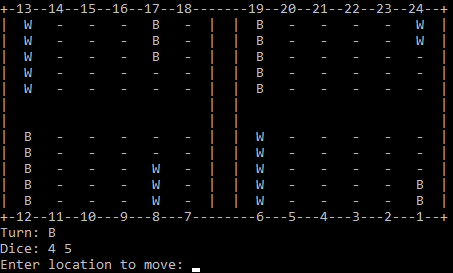 +-13--14--15--16--17--18-------19--20--21--22--23--24--+
|  W   -   -   -   B   -  |  |  B   -   -   -   -   W  |
|  W   -   -   -   B   -  |  |  B   -   -   -   -   W  |
|  W   -   -   -   B   -  |  |  B   -   -   -   -   -  |
|  W   -   -   -   -   -  |  |  B   -   -   -   -   -  |
|  W   -   -   -   -   -  |  |  B   -   -   -   -   -  |
|                         |  |                         |
|                         |  |                         |
|  B   -   -   -   -   -  |  |  W   -   -   -   -   -  |
|  B   -   -   -   -   -  |  |  W   -   -   -   -   -  |
|  B   -   -   -   W   -  |  |  W   -   -   -   -   -  |
|  B   -   -   -   W   -  |  |  W   -   -   -   -   B  |
|  B   -   -   -   W   -  |  |  W   -   -   -   -   B  |
+-12--11--10---9---8---7--------6---5---4---3---2---1--+
Turn: B
Dice: 4 5
Enter location to move: